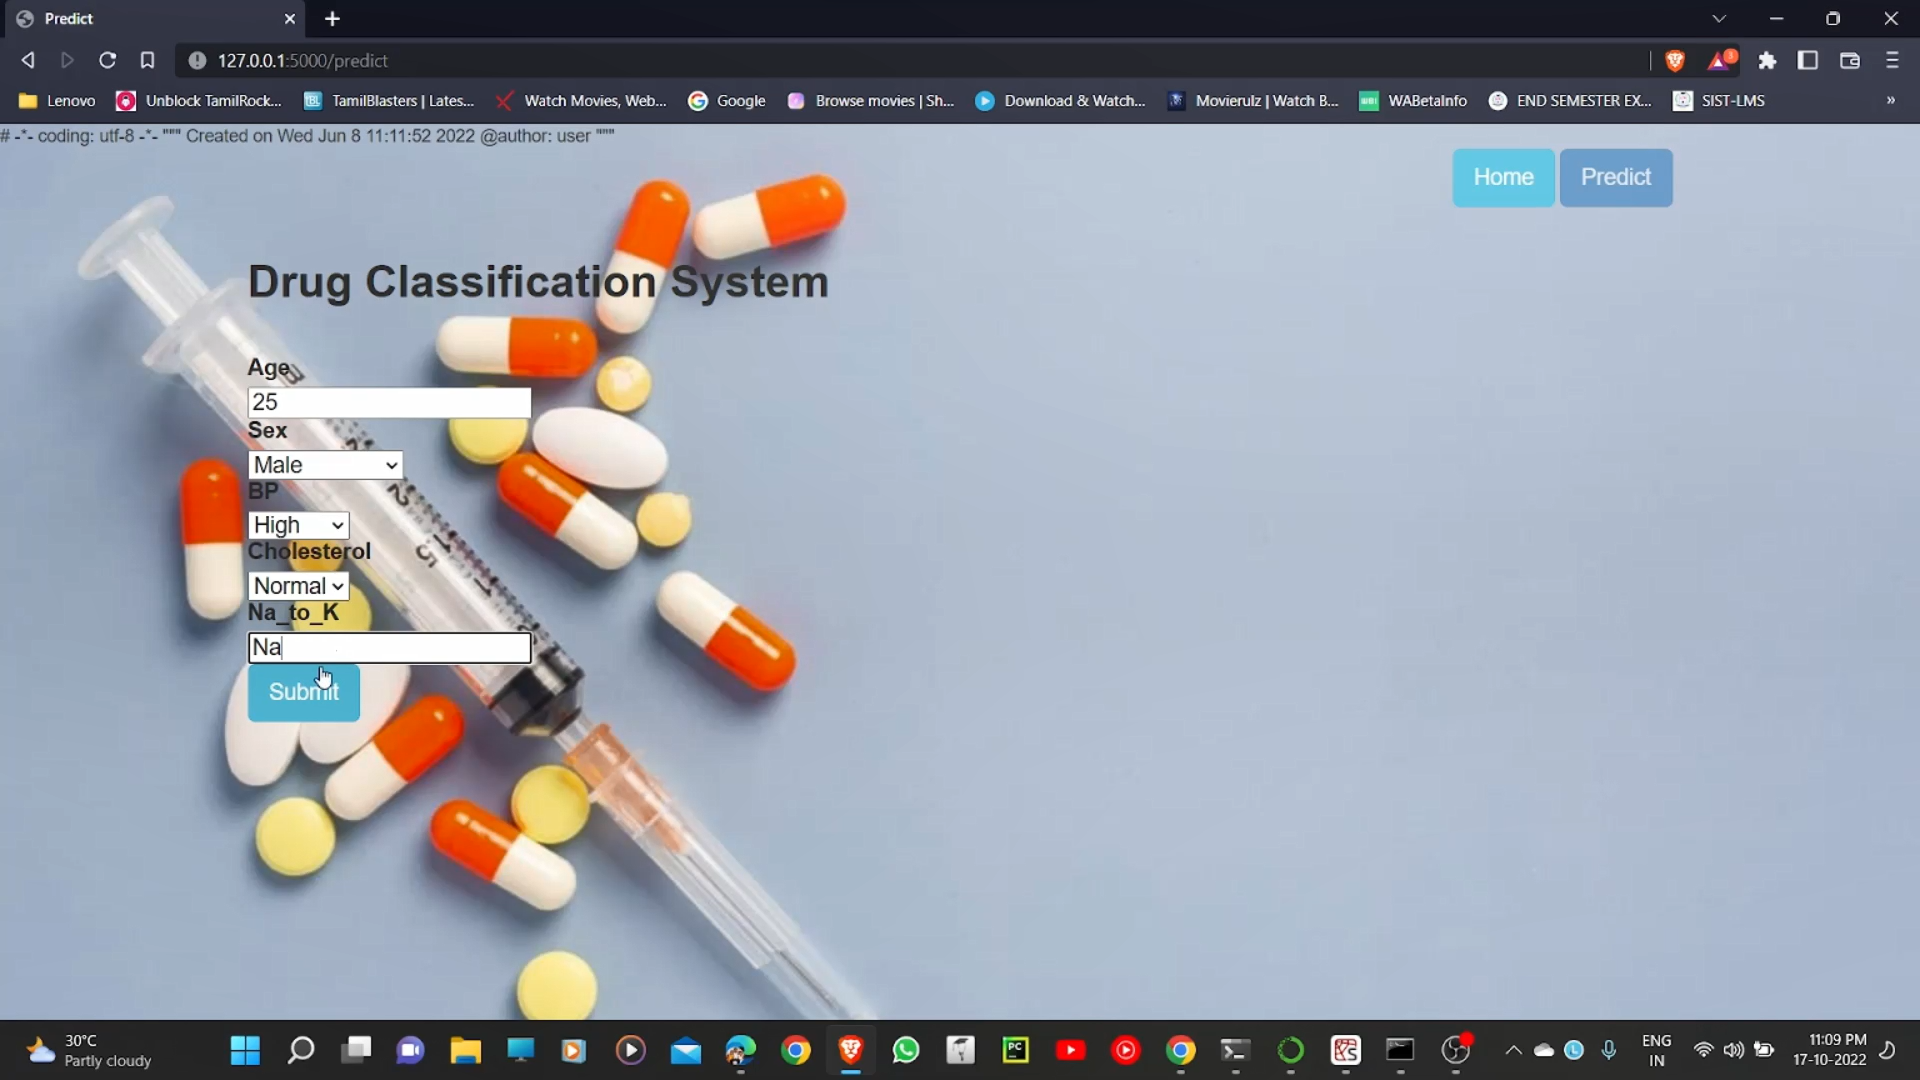 Predict
127.0.0.1:5000/predict
3
Lenovo
Unblock TamilRock...
TamilBlasters | Lates...
Watch Movies, Web...
Google
Browse movies | Sh...
Download & Watch...
Movierulz | Watch B...
WABetaInfo
END SEMESTER EX...
SIST-LMS
»
# -*- coding: utf-8 -*- """ Created on Wed Jun 8 11:11:52 2022 @author: user """
Home
Predict
Drug Classification System
Age
25
Sex
Male
BP
High
Cholesterol
Normal
Na_to_K
Na
Submit
30°C
Partly cloudy
PC
ENG
IN
11:09 PM
17-10-2022